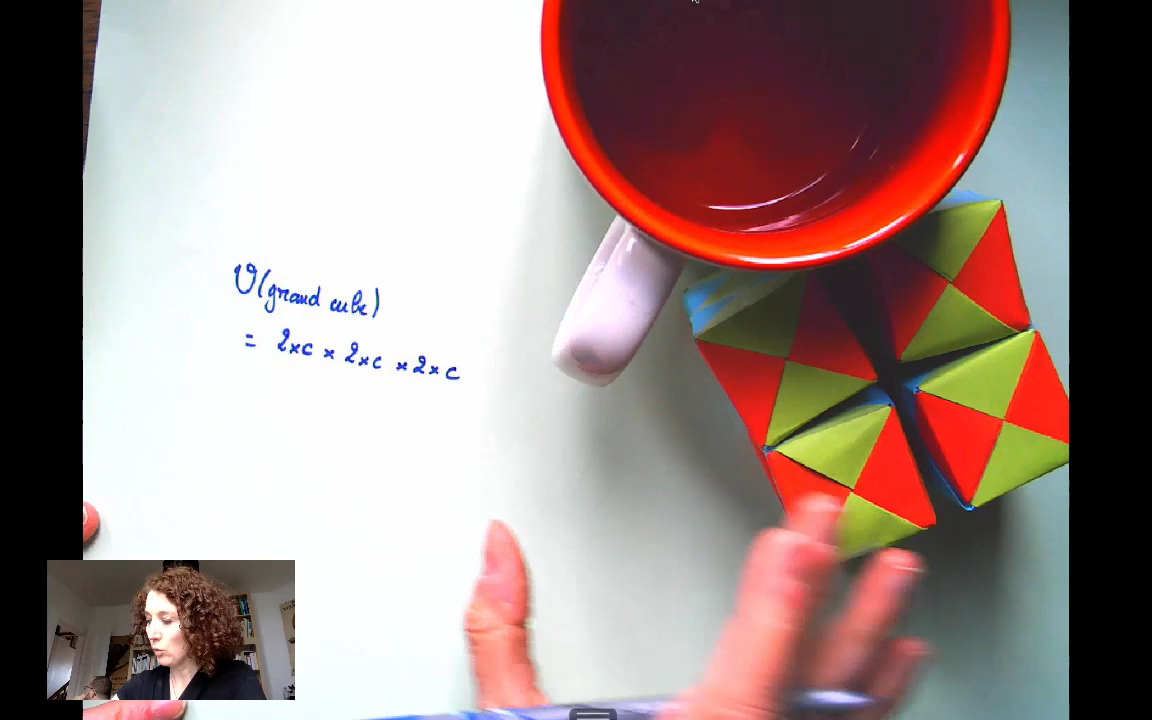 V(grand cube)
= 2×c × 2×c × 2×c